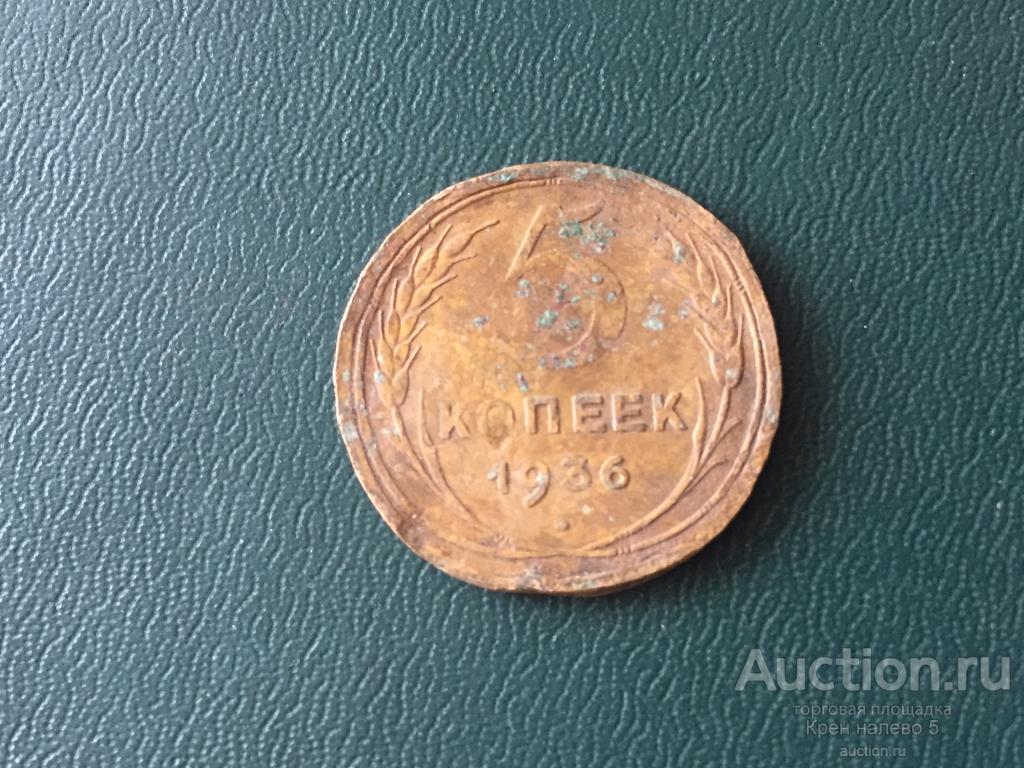 5
КОПЕЕК
1936
Auction.ru
торговая площадка
Крен налево 5
auction.ru